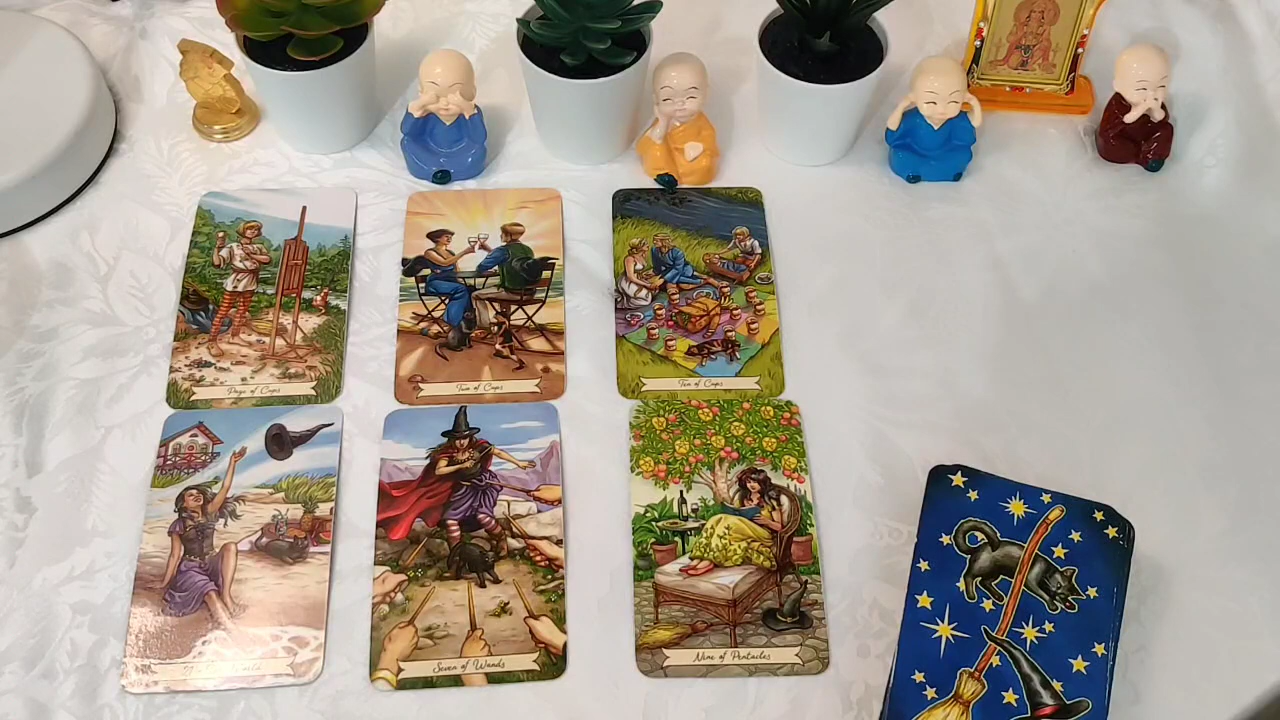 Page of Cups
Two of Cups
Ten of Cups
Seven of Wands
Nine of Pentacles